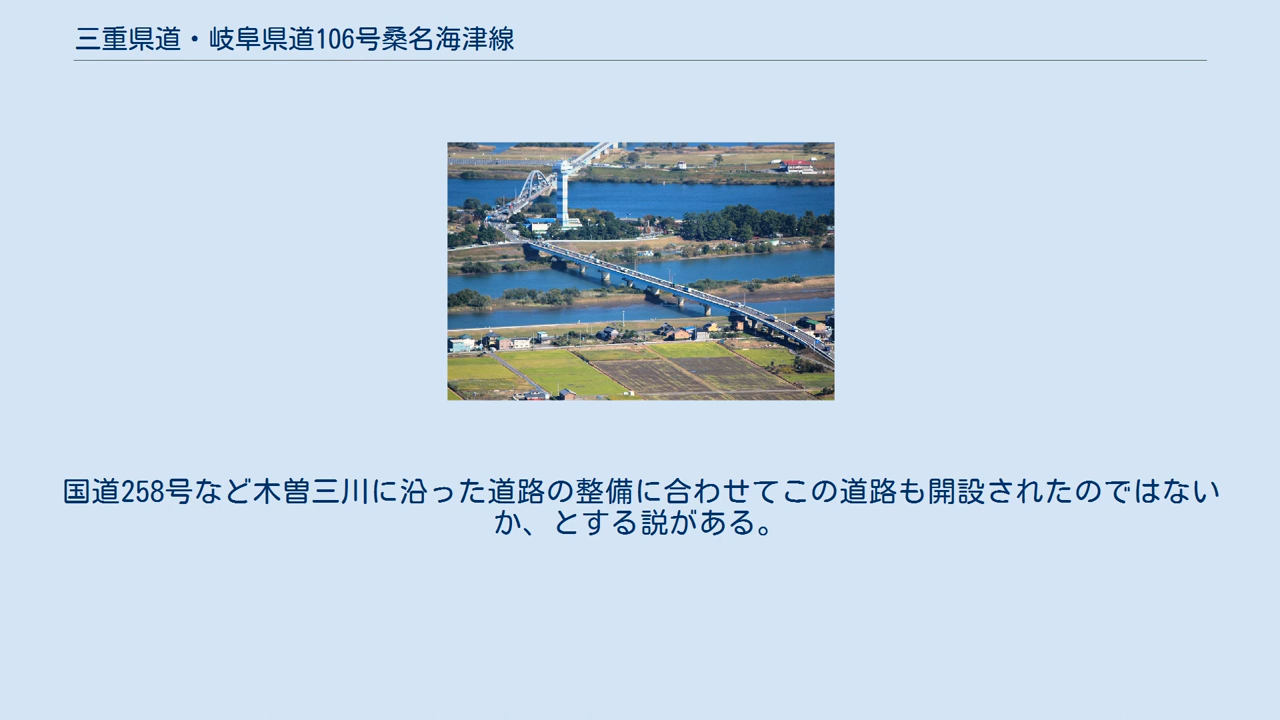 三重県道・岐阜県道106号桑名海津線
国道258号など木曽三川に沿った道路の整備に合わせてこの道路も開設されたのではない
か、とする説がある。